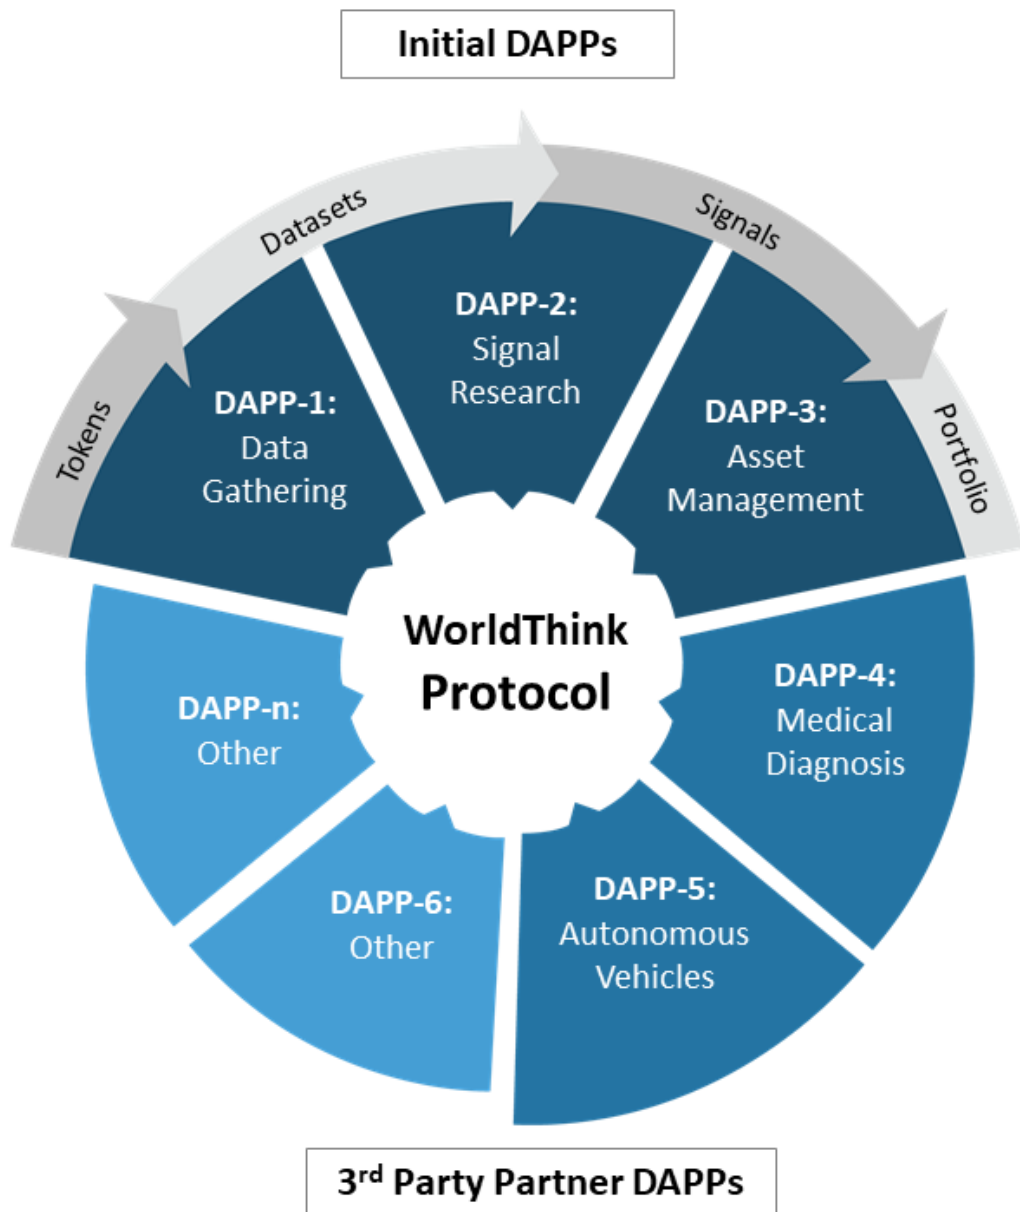 Initial DAPPs
Tokens
Datasets
Signals
Portfolio
DAPP-1:
Data
Gathering
DAPP-2:
Signal
Research
DAPP-3:
Asset
Management
WorldThink
Protocol
DAPP-4:
Medical
Diagnosis
DAPP-5:
Autonomous
Vehicles
DAPP-6:
Other
DAPP-n:
Other
3rd Party Partner DAPPs